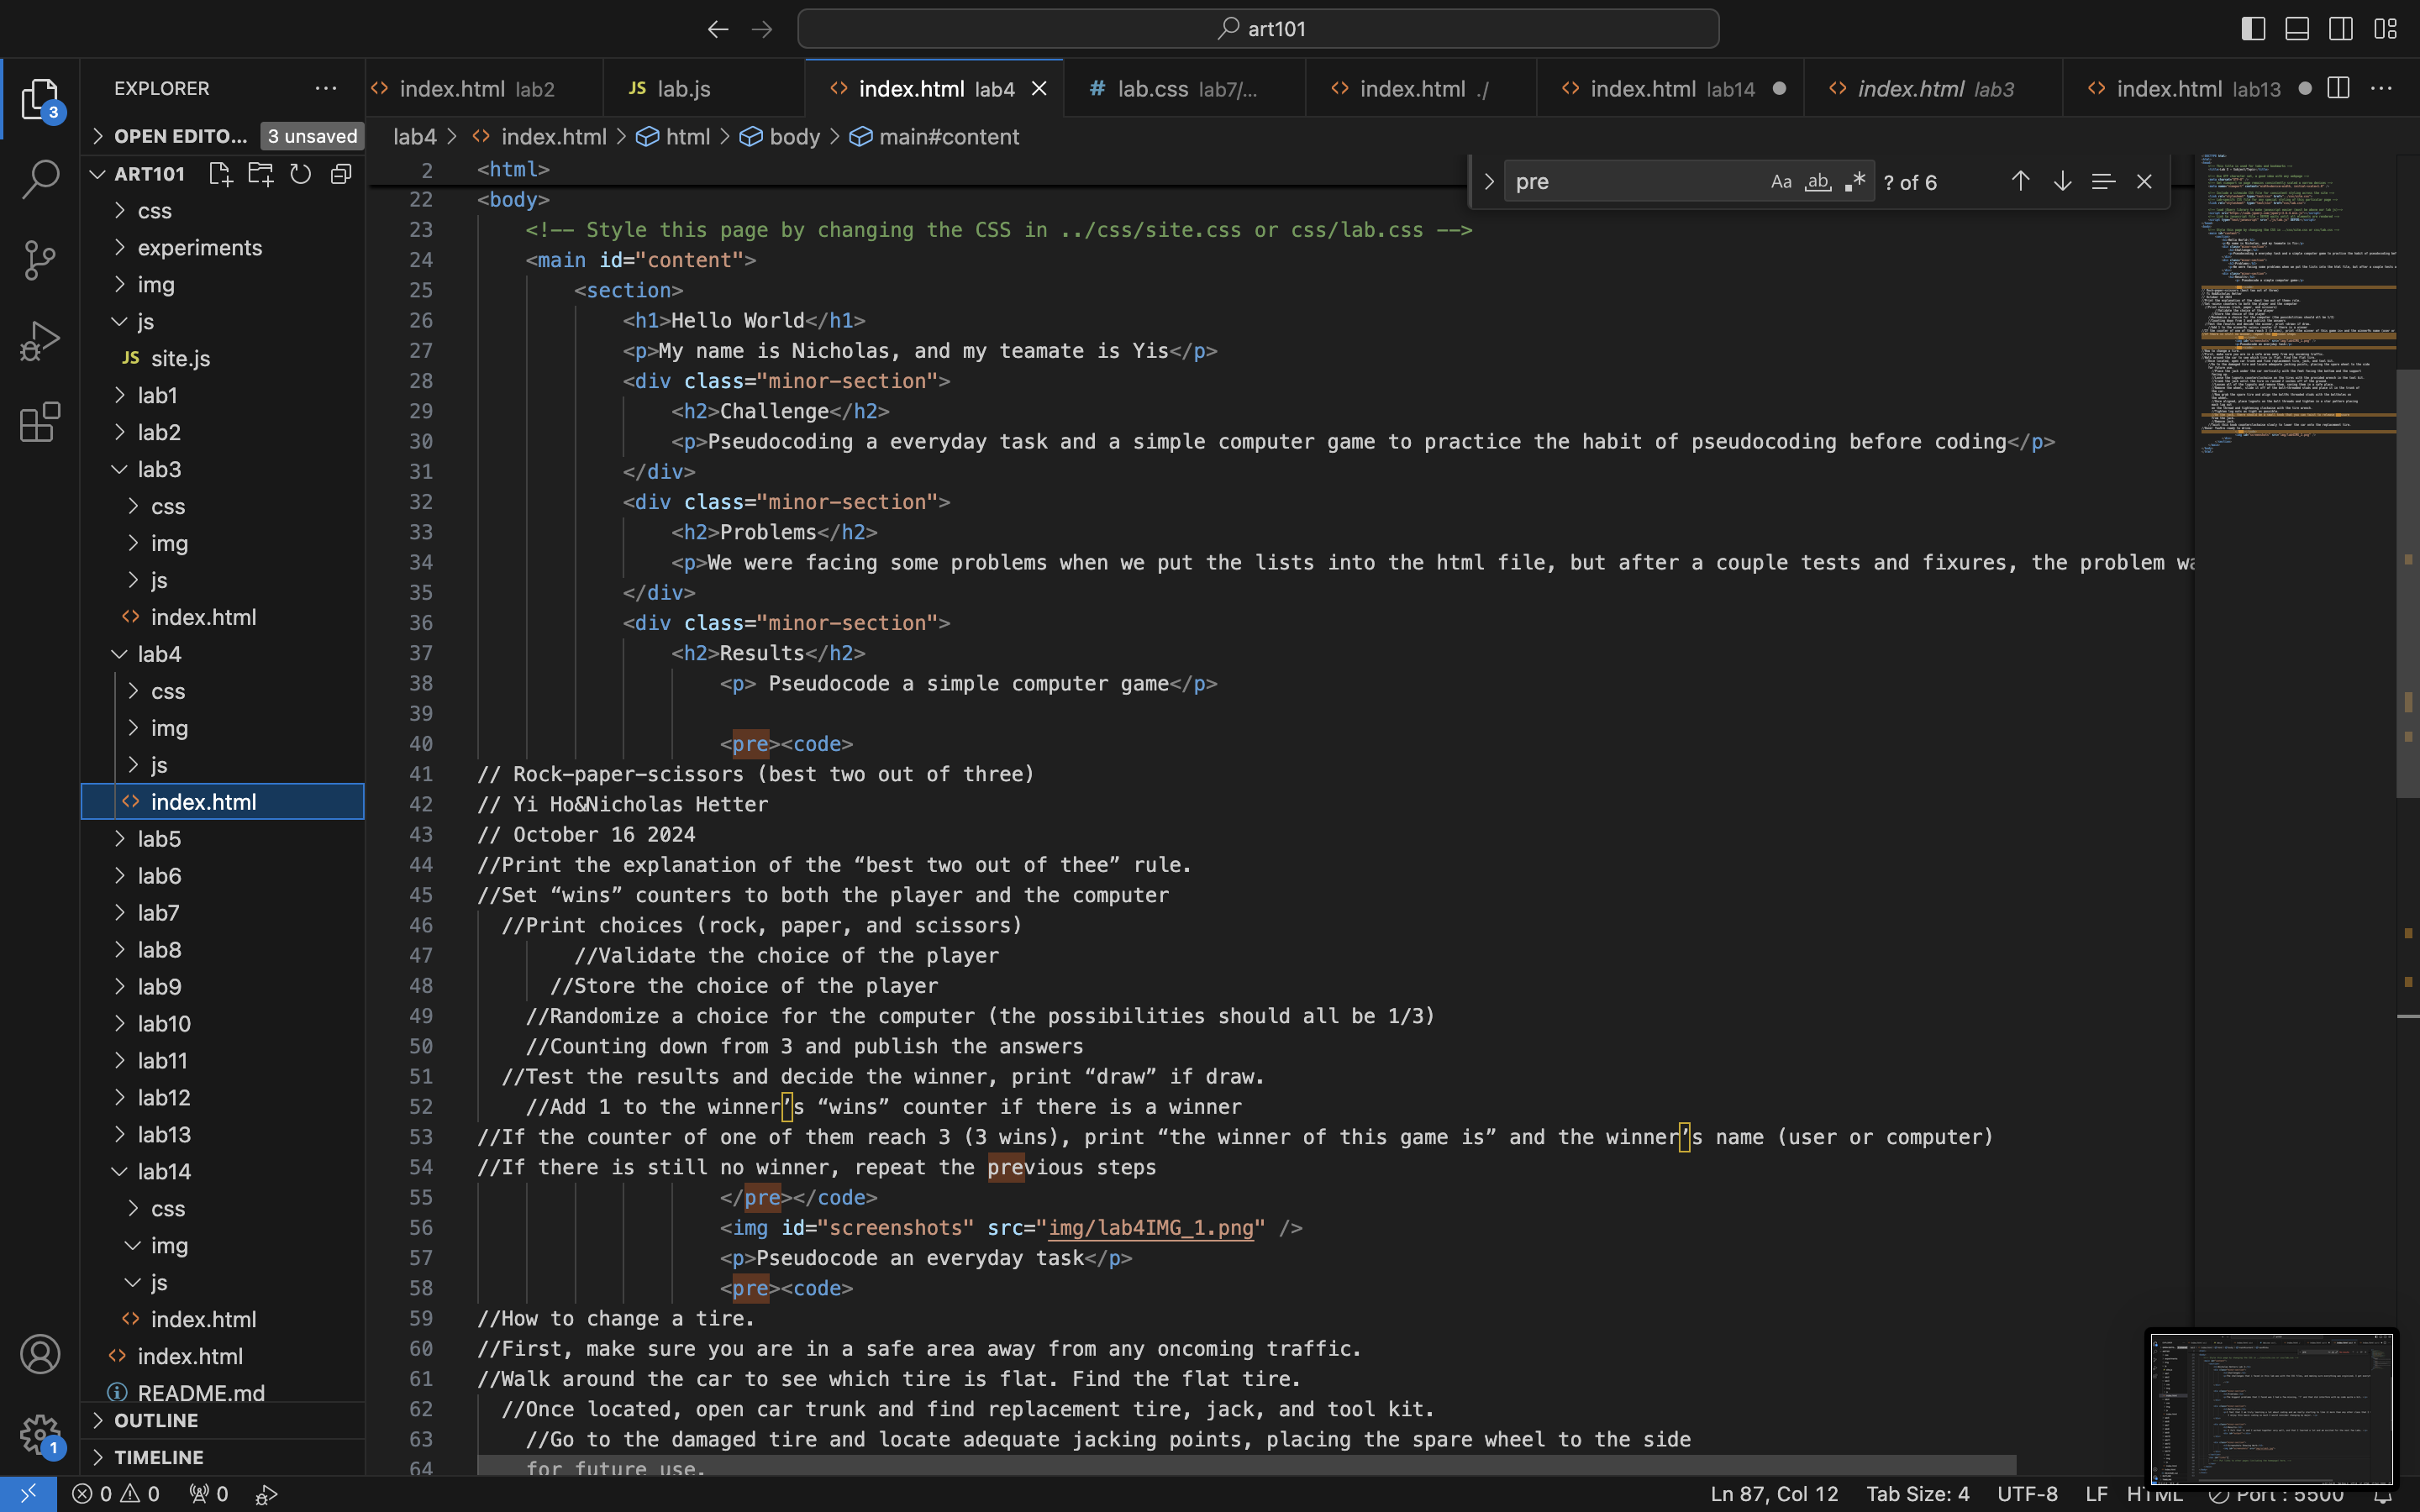 art101
EXPLORER
index.html lab2
JS lab.js
index.html lab4
# lab.css lab7/...
index.html ./
index.html lab14
index.html lab3
index.html lab13
3
OPEN EDITO... 3 unsaved
ART101
css
experiments
img
js
JS site.js
lab1
lab2
lab3
css
img
js
index.html
lab4
css
img
js
index.html
lab5
lab6
lab7
lab8
lab9
lab10
lab11
lab12
lab13
lab14
css
img
js
index.html
index.html
README.md
OUTLINE
TIMELINE
1
lab4 > index.html > html > body > main#content
pre Aa ab .* ? of 6
2 <html>
22 <body>
23 <!-- Style this page by changing the CSS in ../css/site.css or css/lab.css -->
24 <main id="content">
25 <section>
26 <h1>Hello World</h1>
27 <p>My name is Nicholas, and my teamate is Yis</p>
28 <div class="minor-section">
29 <h2>Challenge</h2>
30 <p>Pseudocoding a everyday task and a simple computer game to practice the habit of pseudocoding before coding</p>
31 </div>
32 <div class="minor-section">
33 <h2>Problems</h2>
34 <p>We were facing some problems when we put the lists into the html file, but after a couple tests and fixures, the problem wa
35 </div>
36 <div class="minor-section">
37 <h2>Results</h2>
38 <p> Pseudocode a simple computer game</p>
39
40 <pre><code>
41 // Rock-paper-scissors (best two out of three)
42 // Yi Ho&Nicholas Hetter
43 // October 16 2024
44 //Print the explanation of the “best two out of thee” rule.
45 //Set “wins” counters to both the player and the computer
46 //Print choices (rock, paper, and scissors)
47 //Validate the choice of the player
48 //Store the choice of the player
49 //Randomize a choice for the computer (the possibilities should all be 1/3)
50 //Counting down from 3 and publish the answers
51 //Test the results and decide the winner, print “draw” if draw.
52 //Add 1 to the winner’s “wins” counter if there is a winner
53 //If the counter of one of them reach 3 (3 wins), print “the winner of this game is” and the winner’s name (user or computer)
54 //If there is still no winner, repeat the previous steps
55 </pre></code>
56 <img id="screenshots" src="img/lab4IMG_1.png" />
57 <p>Pseudocode an everyday task</p>
58 <pre><code>
59 //How to change a tire.
60 //First, make sure you are in a safe area away from any oncoming traffic.
61 //Walk around the car to see which tire is flat. Find the flat tire.
62 //Once located, open car trunk and find replacement tire, jack, and tool kit.
63 //Go to the damaged tire and locate adequate jacking points, placing the spare wheel to the side
64 for future use.
0 0 0 Ln 87, Col 12 Tab Size: 4 UTF-8 LF HTML Port : 5500